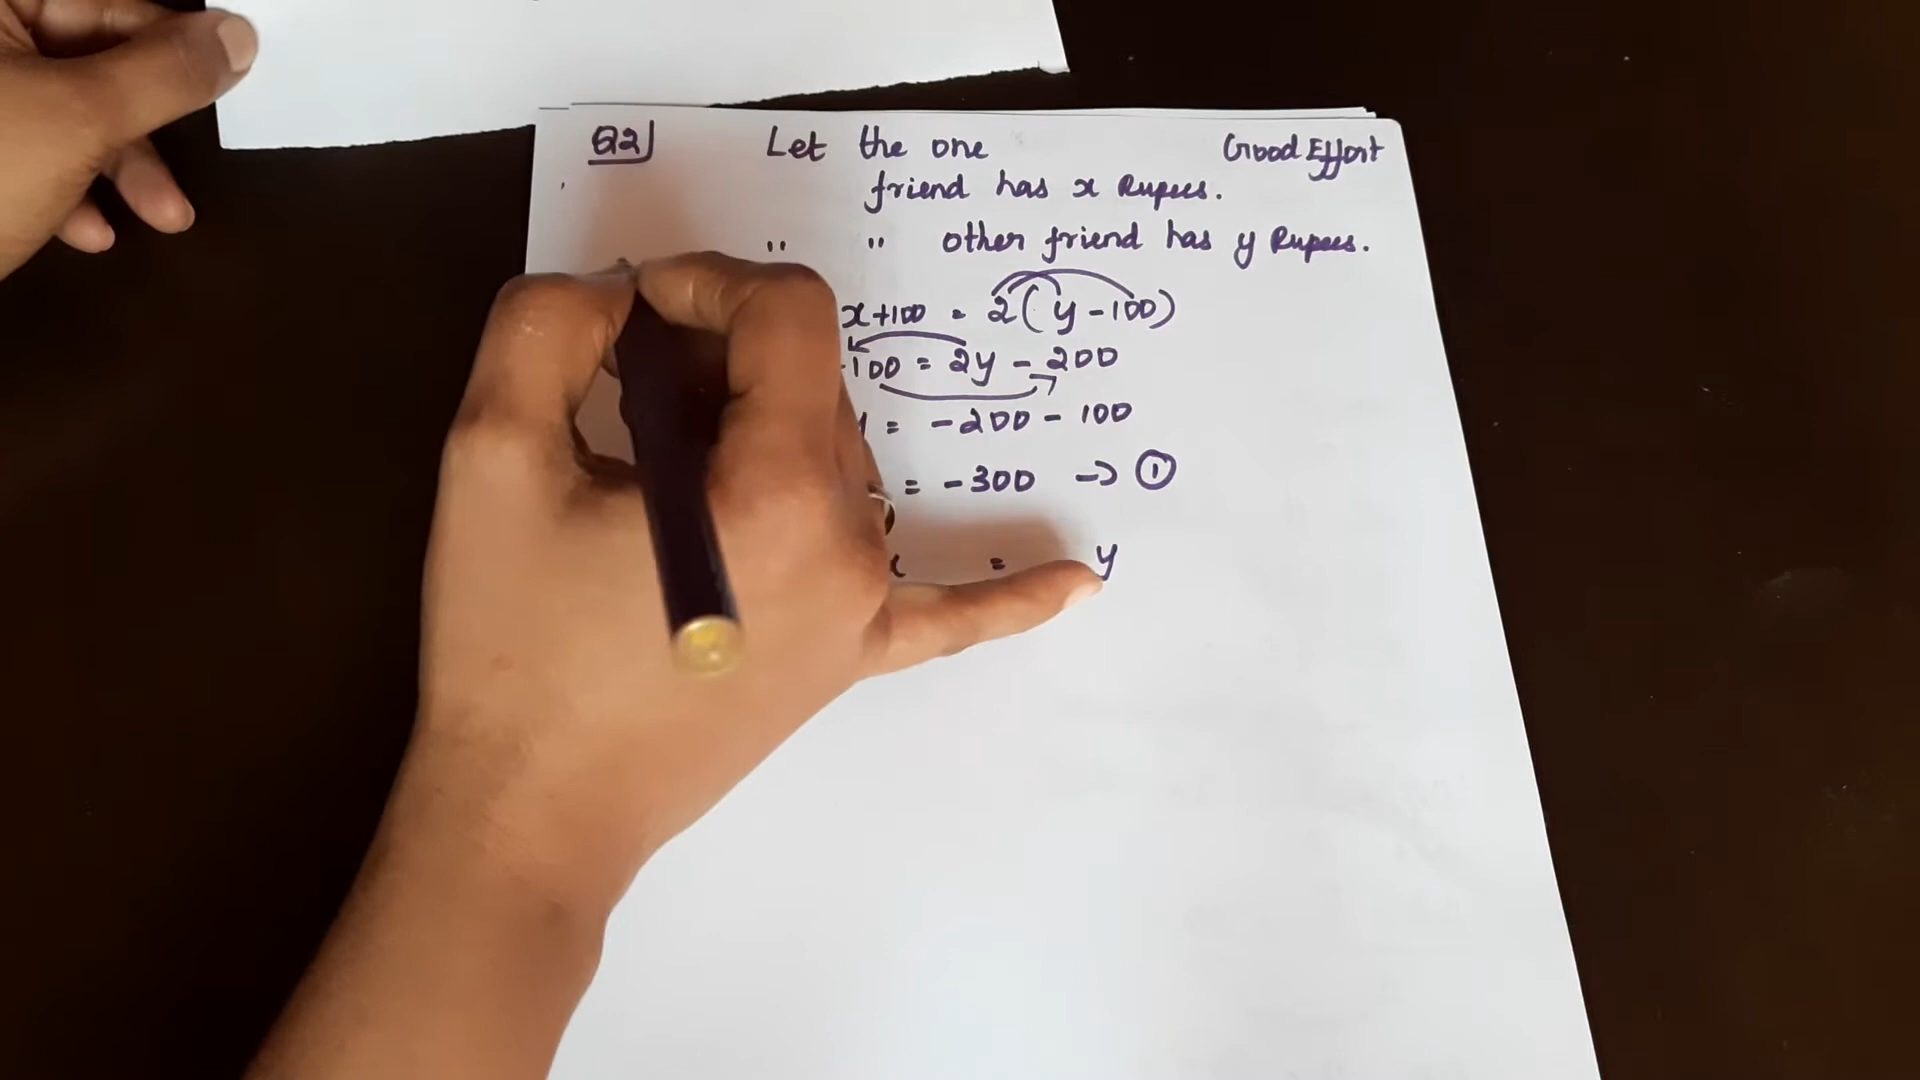 Q2 Let the one Good Effort
friend has x Rupees.
" " other friend has y Rupees.
x+100 = 2(y-100)
100 = 2y - 200
= -200 - 100
= -300 → ①
= y